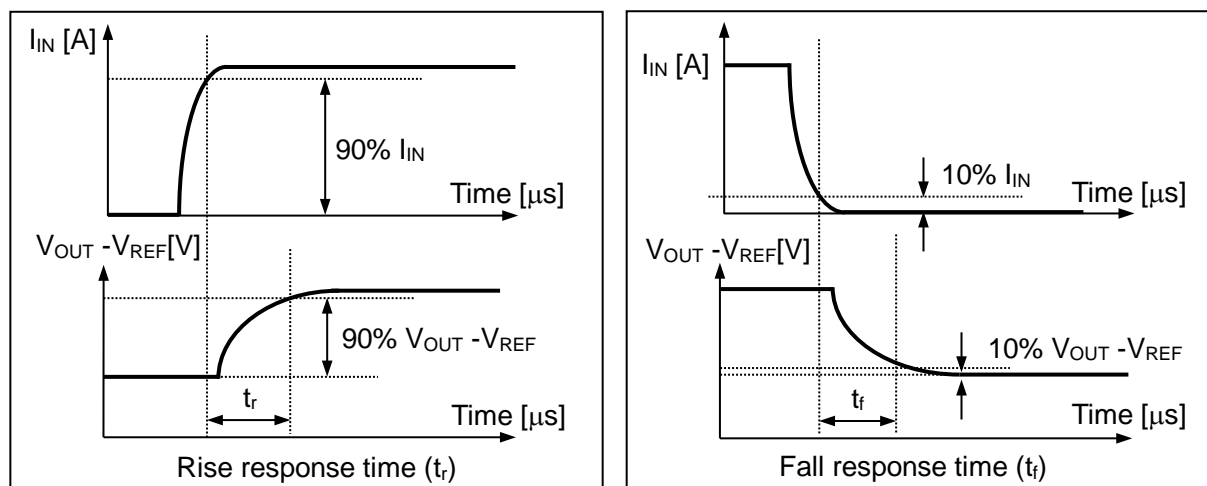 I_IN [A]
90% I_IN
Time [μs]
V_OUT -V_REF[V]
90% V_OUT -V_REF
t_r
Time [μs]
Rise response time (t_r)
I_IN [A]
10% I_IN
Time [μs]
V_OUT -V_REF[V]
10% V_OUT -V_REF
t_f
Time [μs]
Fall response time (t_f)